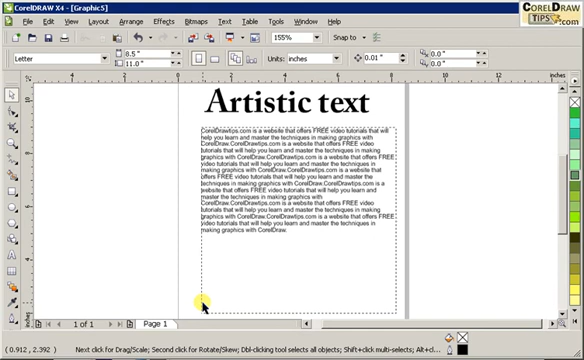 CorelDRAW X4 - [Graphic5]
CORELDRAW
TIPS.com
File Edit View Layout Arrange Effects Bitmaps Text Table Tools Window Help
155% Snap to
Letter 8.5" 11.0" Units: inches 0.01" 0.0" 0.0"
0 2 4 6 8 inches
Artistic text
CorelDrawtips.com is a website that offers FREE video tutorials that will
help you learn and master the techniques in making graphics with
CorelDraw.CorelDrawtips.com is a website that offers FREE video
tutorials that will help you learn and master the techniques in making
graphics with CorelDraw.CorelDrawtips.com is a website that offers FREE
video tutorials that will help you learn and master the techniques in
making graphics with CorelDraw.CorelDrawtips.com is a website that
offers FREE video tutorials that will help you learn and master the
techniques in making graphics with CorelDraw.CorelDrawtips.com is a
website that offers FREE video tutorials that will help you learn and
master the techniques in making graphics with
CorelDraw.CorelDrawtips.com is a website that offers FREE video
tutorials that will help you learn and master the techniques in making
graphics with CorelDraw.CorelDrawtips.com is a website that offers FREE
video tutorials that will help you learn and master the techniques in
making graphics with CorelDraw.
1 of 1 Page 1
(0.912, 2.392) Next click for Drag/Scale; Second click for Rotate/Skew; Dbl-clicking tool selects all objects; Shift+click multi-selects; Alt+cl...